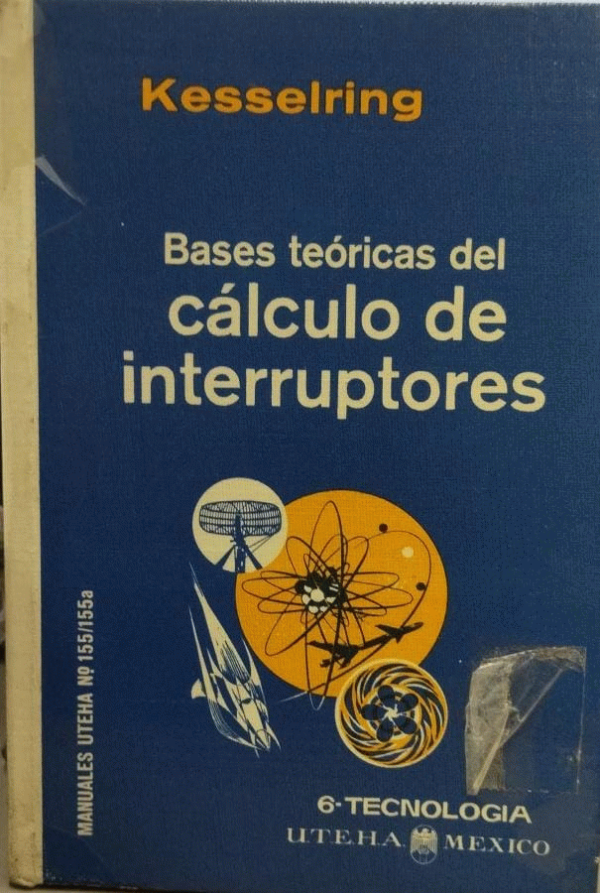 Kesselring
Bases teóricas del
cálculo de
interruptores
MANUALES UTEHA Nº 155/155a
6-TECNOLOGIA
U.T.E.H.A. MEXICO